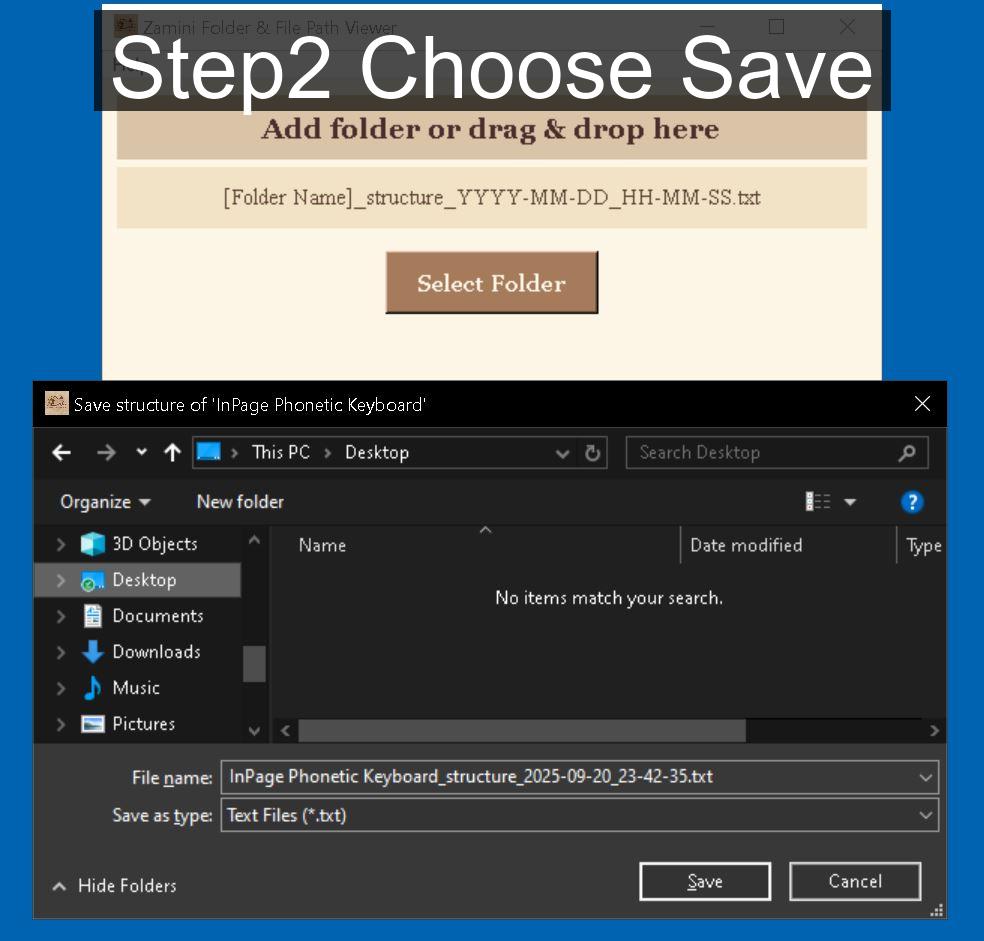 Zamini Folder & File Path Viewer
Step2 Choose Save
Add folder or drag & drop here
[Folder Name]_structure_YYYY-MM-DD_HH-MM-SS.txt
Select Folder
Save structure of 'InPage Phonetic Keyboard'
This PC > Desktop
Search Desktop
Organize
New folder
?
Name
Date modified
Type
3D Objects
Desktop
Documents
Downloads
Music
Pictures
No items match your search.
File name: InPage Phonetic Keyboard_structure_2025-09-20_23-42-35.txt
Save as type: Text Files (*.txt)
Hide Folders
Save
Cancel